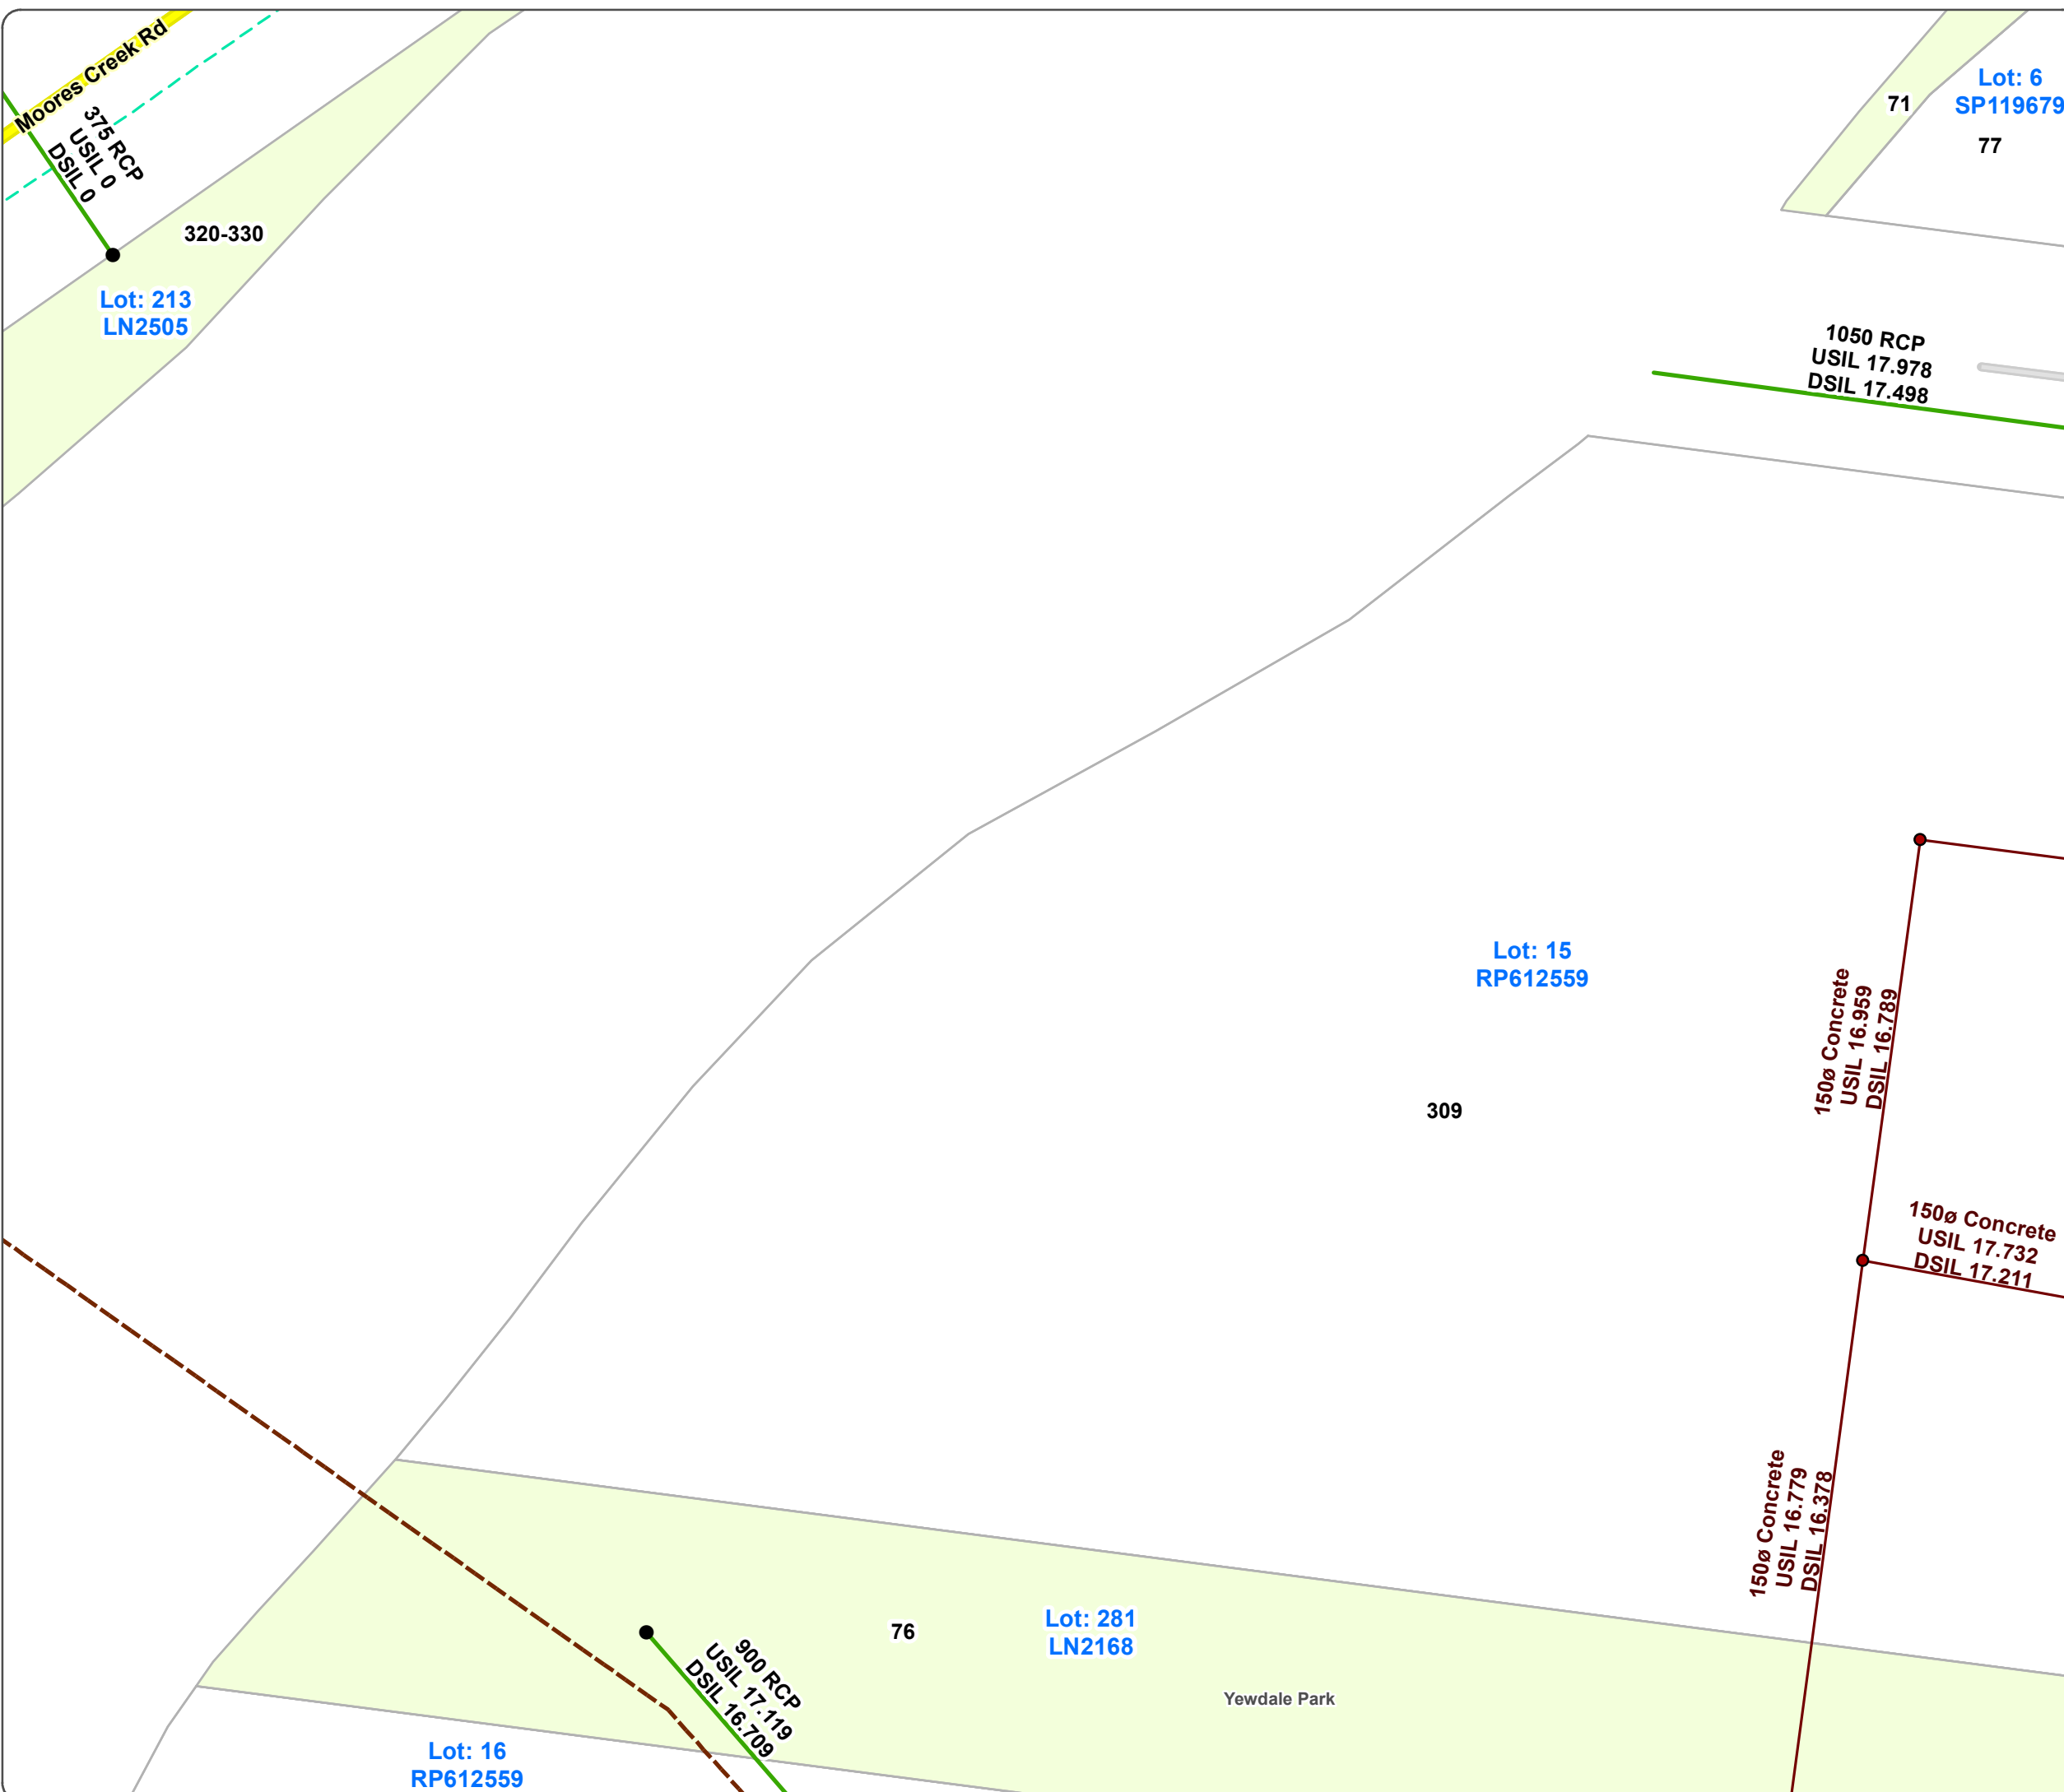 Moores Creek Rd
375 RCP
USIL 0
DSIL 0
320-330
Lot: 213
LN2505
71
Lot: 6
SP119679
77
1050 RCP
USIL 17.978
DSIL 17.498
Lot: 15
RP612559
309
150ø Concrete
USIL 16.959
DSIL 16.789
150ø Concrete
USIL 17.732
DSIL 17.211
150ø Concrete
USIL 16.779
DSIL 16.378
76
Lot: 281
LN2168
900 RCP
USIL 17.119
DSIL 16.709
Yewdale Park
Lot: 16
RP612559